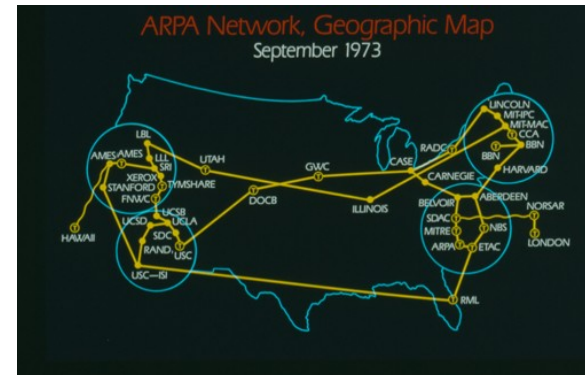 ARPA Network, Geographic Map
September 1973
LINCOLN
MIT-IPC
MIT-MAC
CCA
BBN
BBN
RADC
HARVARD
LBL
AMES
AMES
LLL
SRI
UTAH
GWC
CASE
XEROX
TYMSHARE
STANFORD
FNWC
CARNEGIE
DOCB
ILLINOIS
BELVOIR
ABERDEEN
UCSB
UCSD
UCLA
SDAC
NORSAR
HAWAII
SDC
MITRE
NBS
RAND
USC
ARPA
ETAC
LONDON
USC-ISI
RML